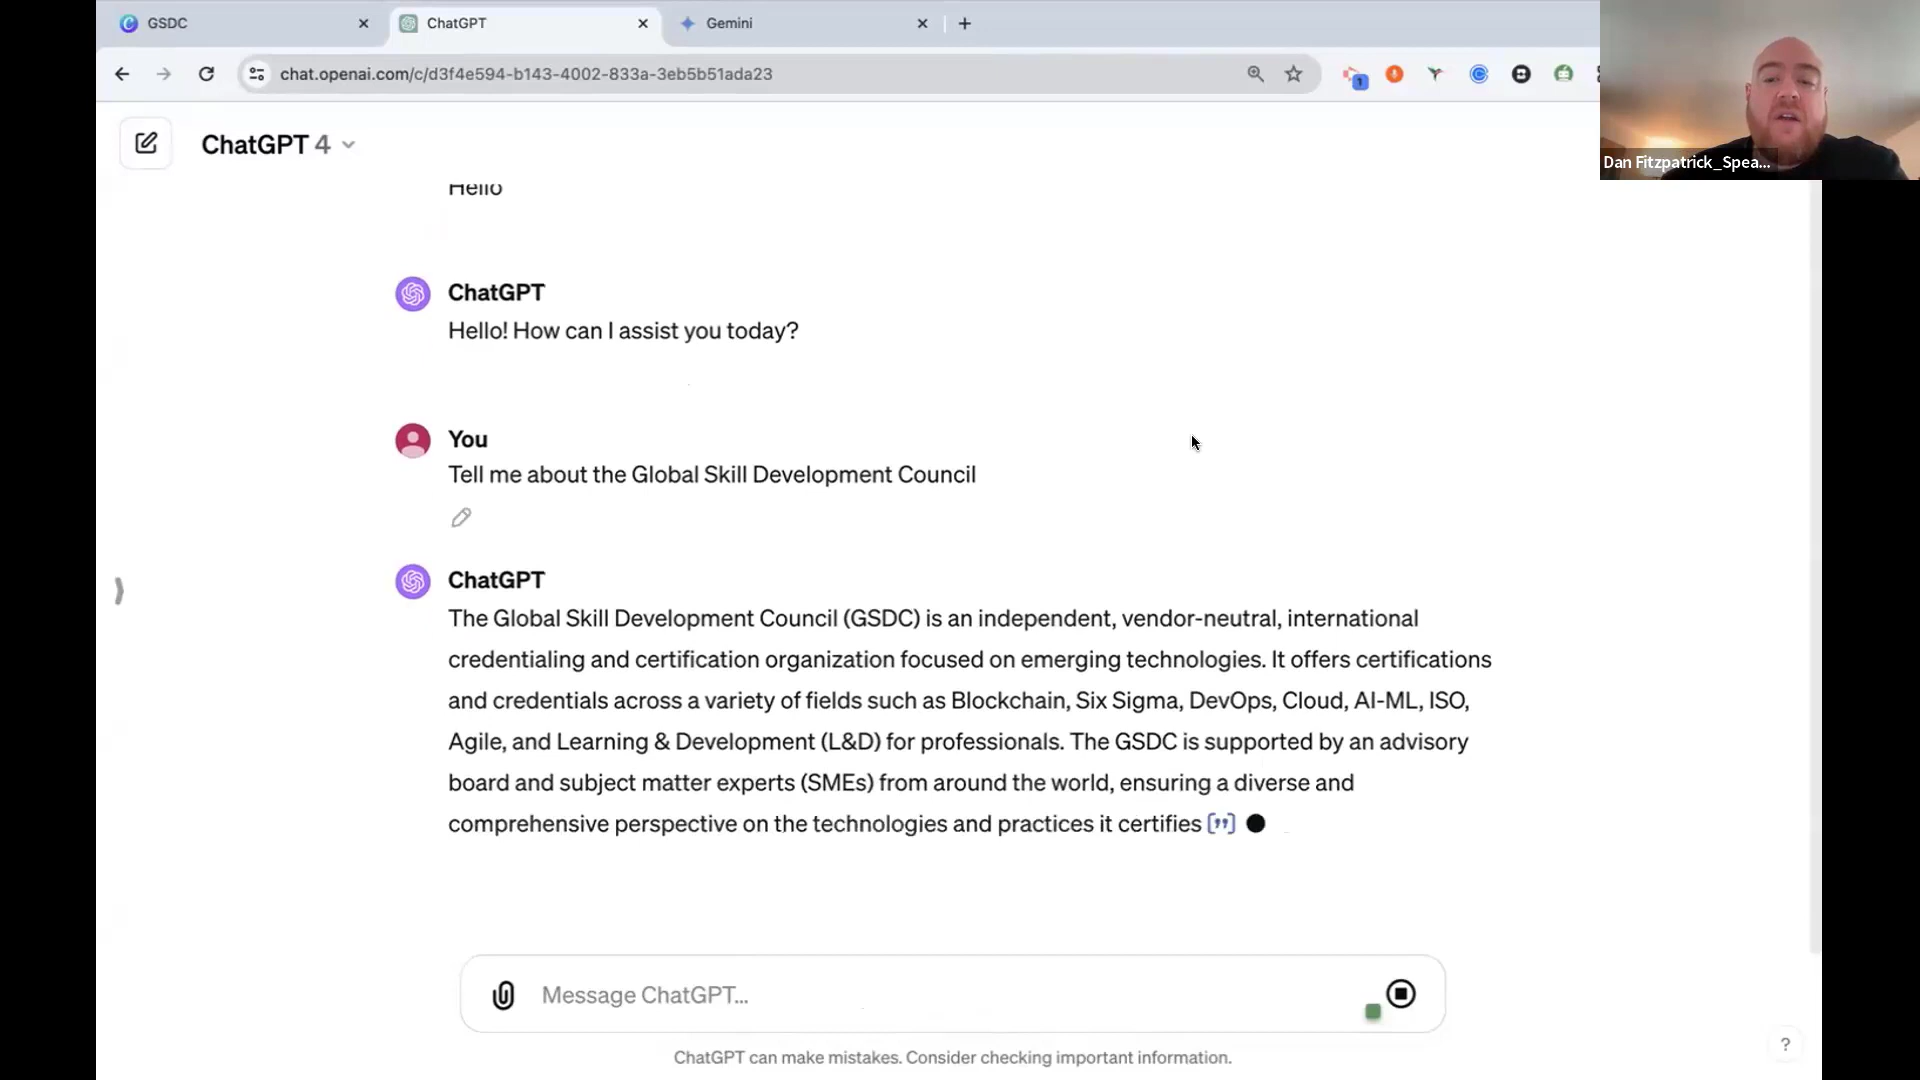 GSDC
ChatGPT
Gemini
chat.openai.com/c/d3f4e594-b143-4002-833a-3eb5b51ada23
1
Dan Fitzpatrick_Spea...
ChatGPT 4
Hello
ChatGPT
Hello! How can I assist you today?
You
Tell me about the Global Skill Development Council
ChatGPT
The Global Skill Development Council (GSDC) is an independent, vendor-neutral, international
credentialing and certification organization focused on emerging technologies. It offers certifications
and credentials across a variety of fields such as Blockchain, Six Sigma, DevOps, Cloud, AI-ML, ISO,
Agile, and Learning & Development (L&D) for professionals. The GSDC is supported by an advisory
board and subject matter experts (SMEs) from around the world, ensuring a diverse and
comprehensive perspective on the technologies and practices it certifies ["]
Message ChatGPT...
ChatGPT can make mistakes. Consider checking important information.
?